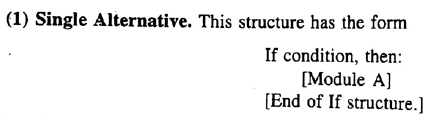 (1) Single Alternative. This structure has the form
If condition, then:
[Module A]
[End of If structure.]